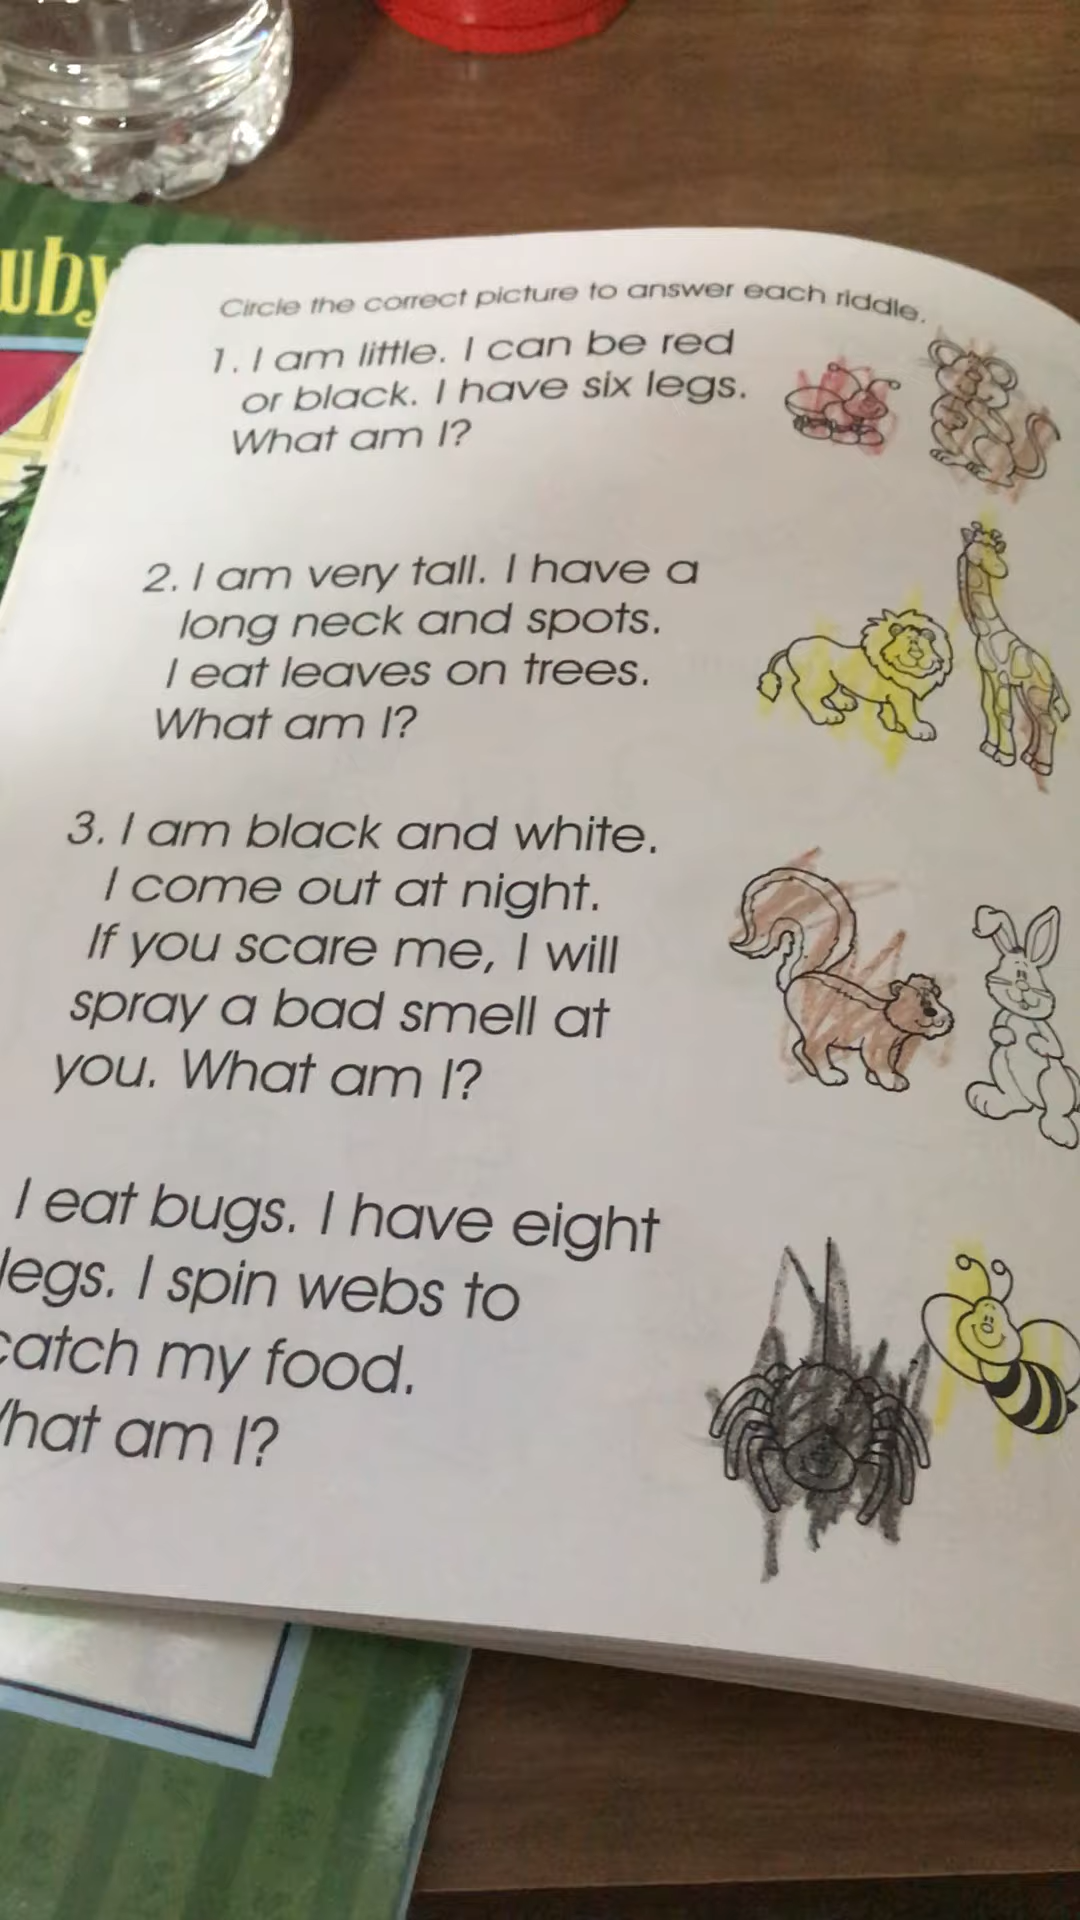 Circle the correct picture to answer each riddle.
1. I am little. I can be red
or black. I have six legs.
What am I?
2. I am very tall. I have a
long neck and spots.
I eat leaves on trees.
What am I?
3. I am black and white.
I come out at night.
If you scare me, I will
spray a bad smell at
you. What am I?
I eat bugs. I have eight
legs. I spin webs to
catch my food.
What am I?